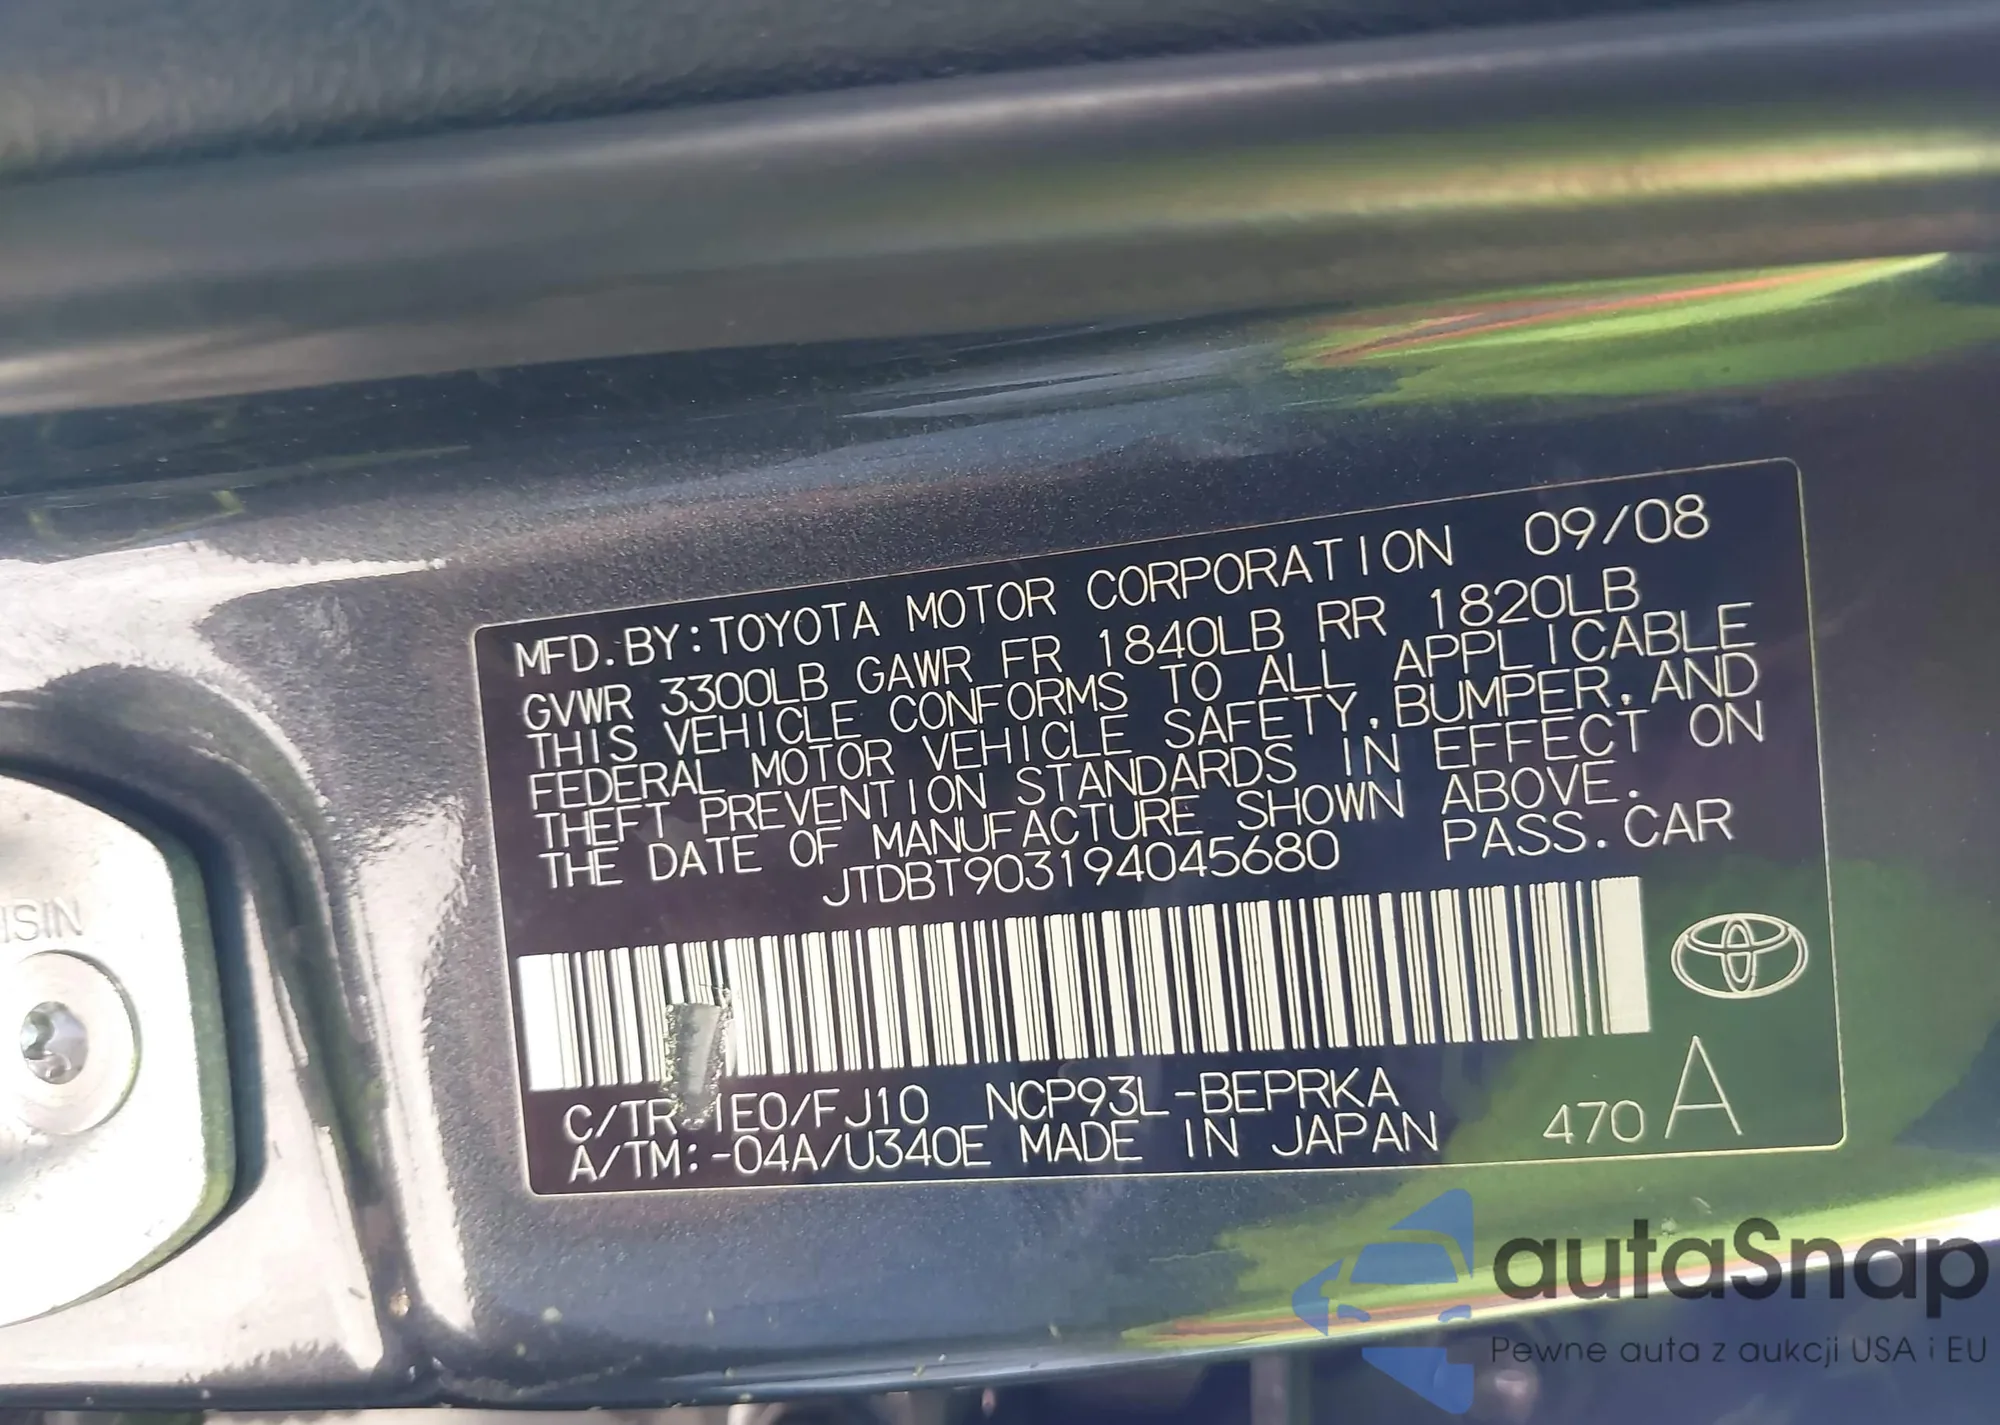 MFD.BY:TOYOTA MOTOR CORPORATION 09/08
GVWR 3300LB GAWR FR 1840LB RR 1820LB
THIS VEHICLE CONFORMS TO ALL APPLICABLE
FEDERAL MOTOR VEHICLE SAFETY, BUMPER, AND
THEFT PREVENTION STANDARDS IN EFFECT ON
THE DATE OF MANUFACTURE SHOWN ABOVE.
JTDBT903194045680 PASS.CAR
C/TR: 1E0/FJ10 NCP93L-BEPRKA
A/TM:-04A/U340E MADE IN JAPAN 470 A
autaSnap
Pewne auta z aukcji USA i EU